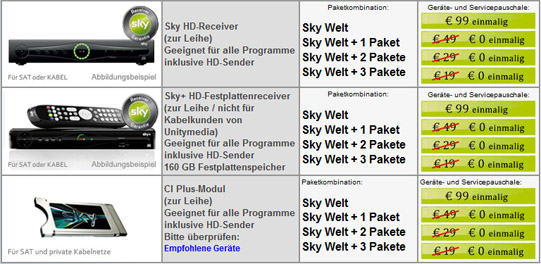 sky
Für SAT oder KABEL
Abbildungsbeispiel
Sky HD-Receiver
(zur Leihe)
Geeignet für alle Programme
inklusive HD-Sender
Paketkombination:
Sky Welt
Sky Welt + 1 Pakete
Sky Welt + 2 Pakete
Sky Welt + 3 Pakete
Geräte- und Servicepauschale:
€ 99 einmalig
€ 49 € 0 einmalig
€ 29 € 0 einmalig
€ 19 € 0 einmalig
sky
Für SAT oder KABEL
Abbildungsbeispiel
Sky+ HD-Festplattenreceiver
(zur Leihe / nicht für
Kabelkunden von
Unitymedia)
Geeignet für alle Programme
inklusive HD-Sender
160 GB Festplattenspeicher
Paketkombination:
Sky Welt
Sky Welt + 1 Paket
Sky Welt + 2 Pakete
Sky Welt + 3 Pakete
Geräte- und Servicepauschale:
€ 99 einmalig
€ 49 € 0 einmalig
€ 29 € 0 einmalig
€ 19 € 0 einmalig
Für SAT und private Kabelnetze
CI Plus-Modul
(zur Leihe)
Geeignet für alle Programme
inklusive HD-Sender
Bitte überprüfen:
Empfohlene Geräte
Paketkombination:
Sky Welt
Sky Welt + 1 Paket
Sky Welt + 2 Pakete
Sky Welt + 3 Pakete
Geräte- und Servicepauschale:
€ 99 einmalig
€ 49 € 0 einmalig
€ 29 € 0 einmalig
€ 19 € 0 einmalig